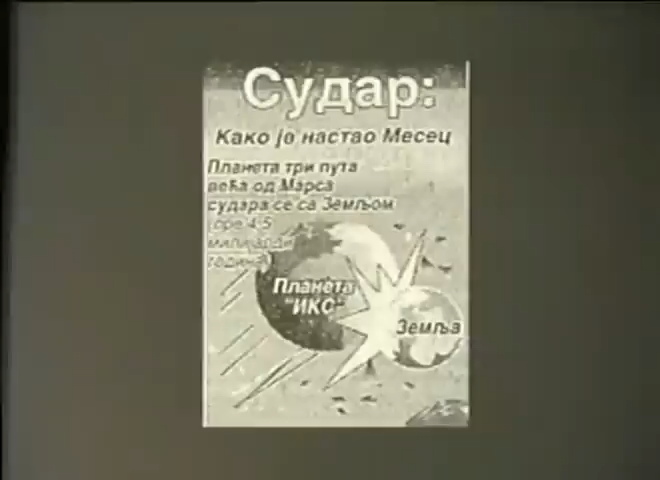 Судар:
Како је настао Месец
Планета три пута
већа од Марса
судара се са Земљом
пре 4,5
милијарди
година
Планета
"ИКС"
Земља